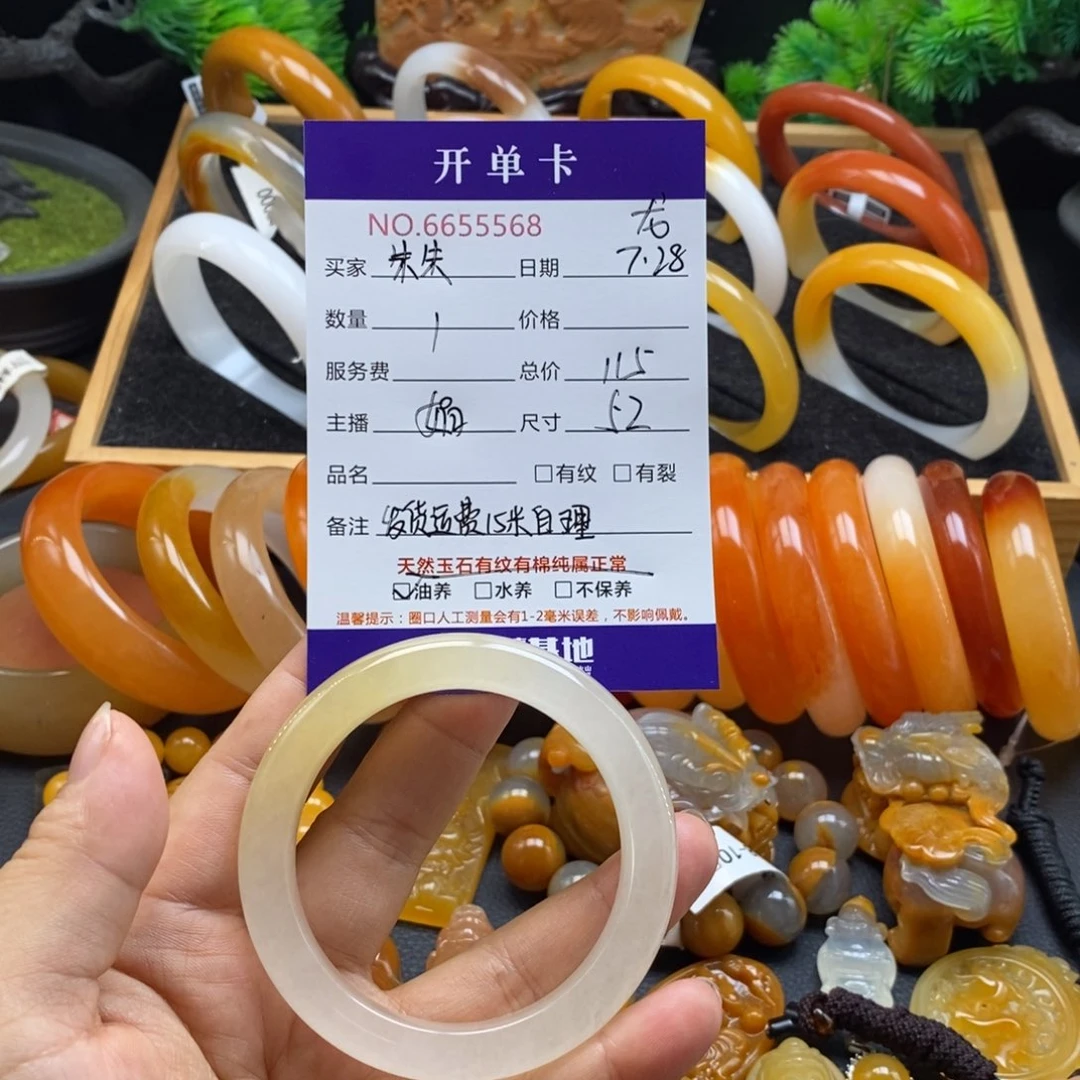 开单卡
NO.6655568 龙
买家 朱朱 日期 7.28
数量 1 价格
服务费 总价 115
主播 娟 尺寸 52
品名 □有纹 □有裂
备注 发货运费15米自理
天然玉石有纹有棉纯属正常
☑油养 □水养 □不保养
温馨提示：圈口人工测量会有1-2毫米误差，不影响佩戴。
基地